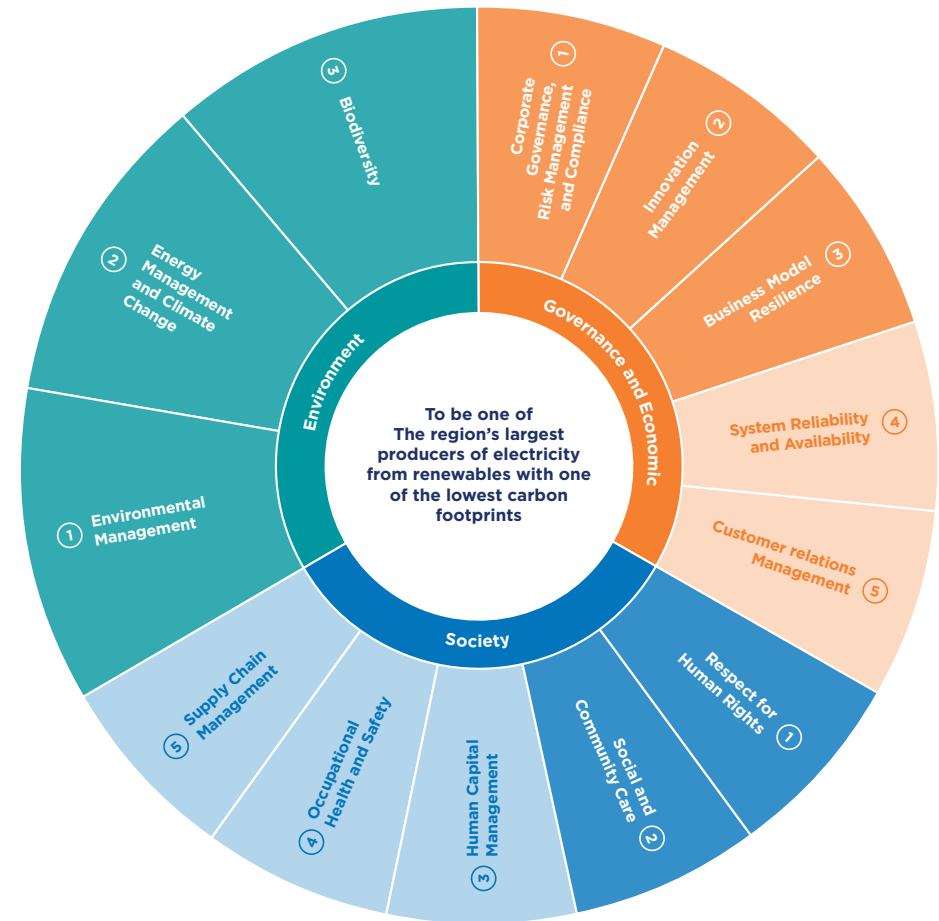 To be one of
The region's largest
producers of electricity
from renewables with one
of the lowest carbon
footprints
Governance and Economic
1
Corporate
Governance,
Risk Management
and Compliance
2
Innovation
Management
3
Business Model
Resilience
4
System Reliability
and Availability
5
Customer relations
Management
Society
1
Respect for
Human Rights
2
Social and
Community Care
3
Human Capital
Management
4
Occupational
Health and Safety
5
Supply Chain
Management
Environment
1
Environmental
Management
2
Energy
Management
and Climate
Change
3
Biodiversity